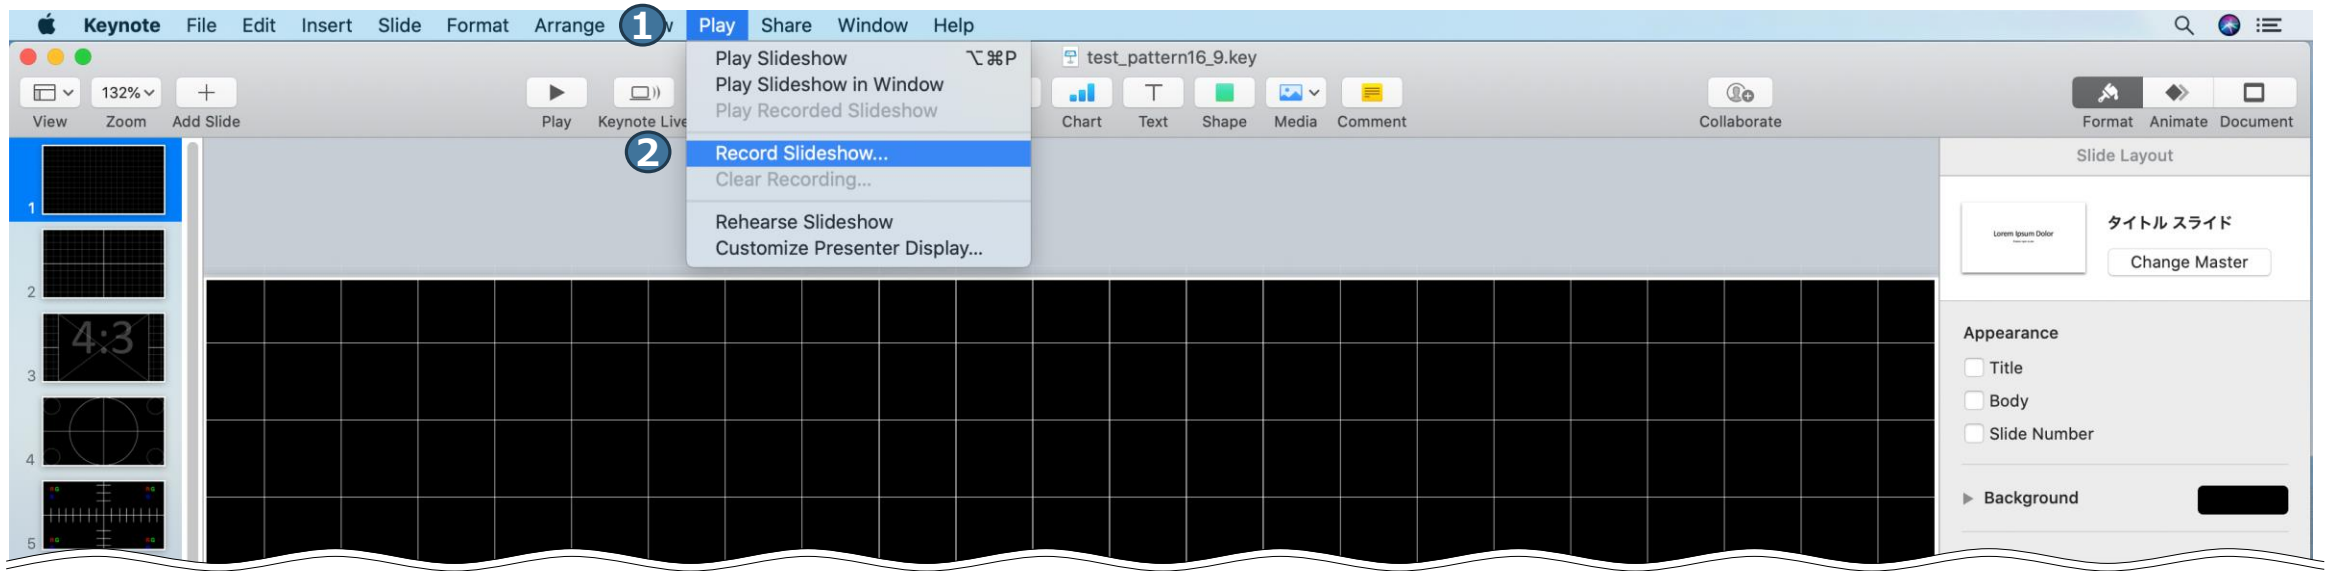 Keynote File Edit Insert Slide Format Arrange 1 w Play Share Window Help
test_pattern16_9.key
132%
View Zoom Add Slide Play Keynote Live Chart Text Shape Media Comment Collaborate Format Animate Document
Play Slideshow ⌥⌘P
Play Slideshow in Window
Play Recorded Slideshow
2 Record Slideshow...
Clear Recording...
Rehearse Slideshow
Customize Presenter Display...
1
2
4:3
3
4
5
Slide Layout
Lorem Ipsum Dolor
タイトル スライド
Change Master
Appearance
Title
Body
Slide Number
Background